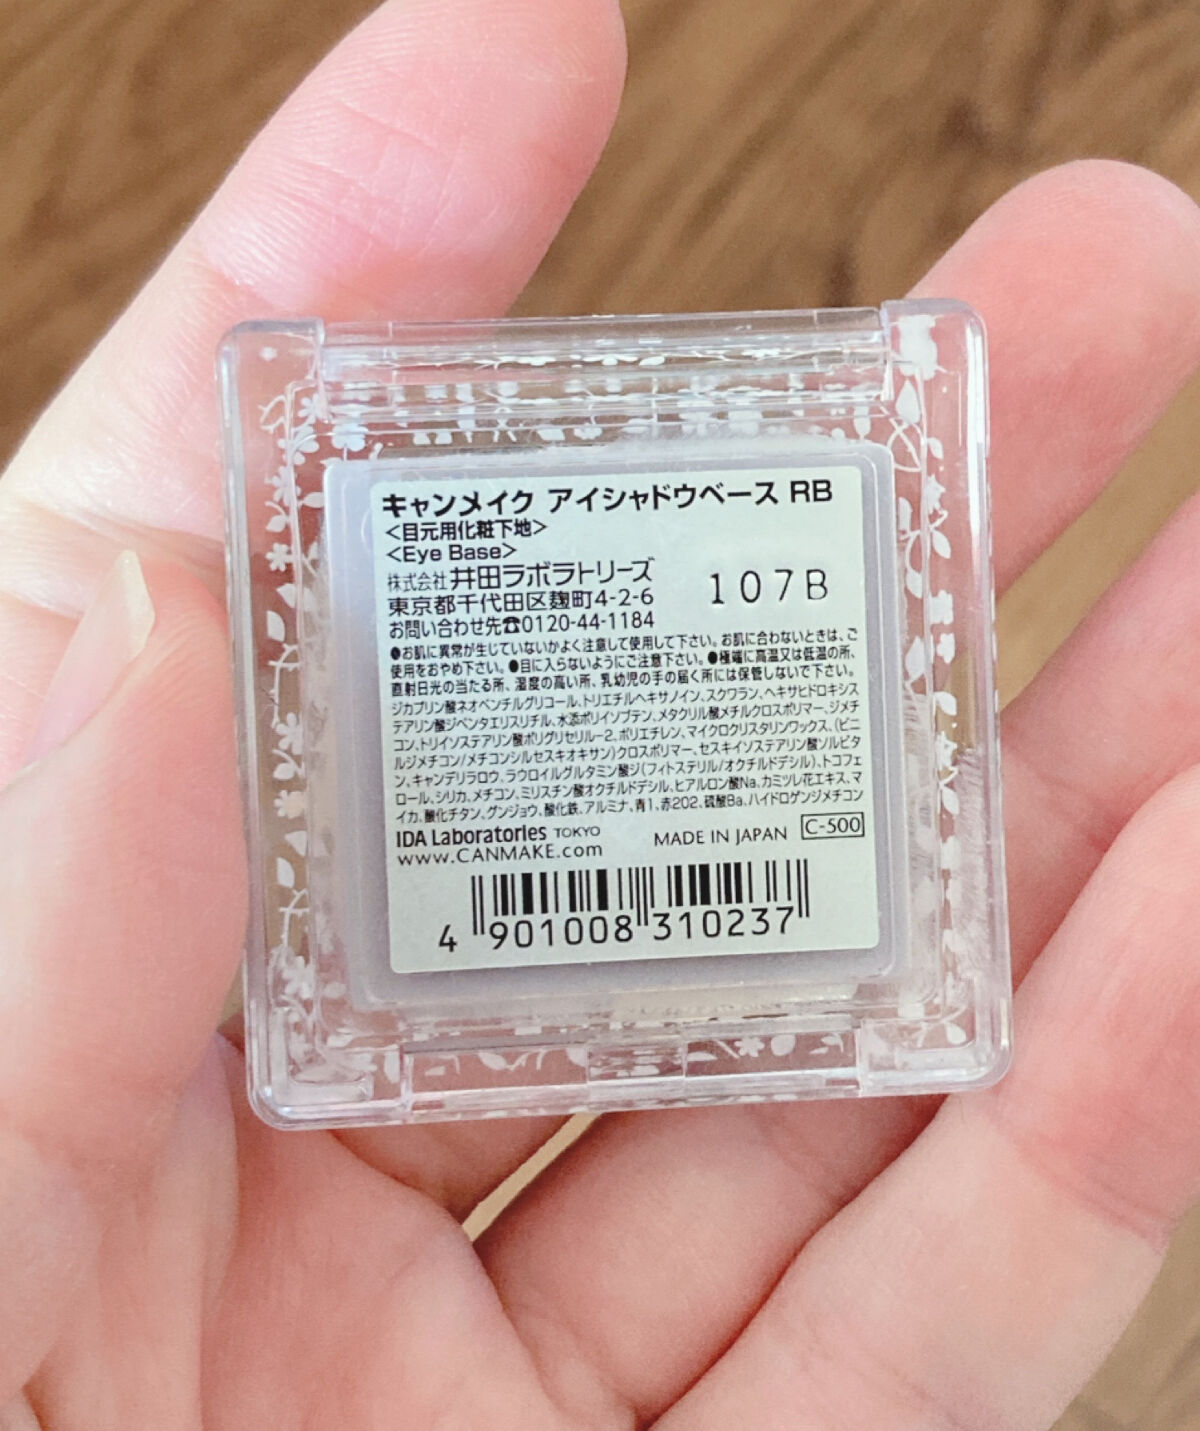 キャンメイク アイシャドウベース RB
<目元用化粧下地>
<Eye Base>
株式会社 井田ラボラトリーズ
東京都千代田区麹町4-2-6
お問い合わせ先☎0120-44-1184
107B
●お肌に異常が生じていないかよく注意して使用して下さい。お肌に合わないときは、ご
使用をおやめ下さい。●目に入らないようにご注意下さい。●極端に高温又は低温の所、
直射日光の当たる所、湿度の高い所、乳幼児の手の届く所には保管しないで下さい。
ジカプリン酸ネオペンチルグリコール、トリエチルヘキサノイン、スクワラン、ヘキサヒドロキシス
テアリン酸ジペンタエリスリチル、水添ポリイソブテン、メタクリル酸メチルクロスポリマー、ジメチ
コン、トリイソステアリン酸ポリグリセリル-2、ポリエチレン、マイクロクリスタリンワックス、(ビニ
ルジメチコン/メチコンシルセスキオキサン)クロスポリマー、セスキイソステアリン酸ソルビタ
ン、キャンデリラロウ、ラウロイルグルタミン酸ジ(フィトステリル/オクチルドデシル)、トコフェ
ロール、シリカ、メチコン、ミリスチン酸オクチルドデシル、ヒアルロン酸Na、カミツレ花エキス、マ
イカ、酸化チタン、グンジョウ、酸化鉄、アルミナ、青1、赤202、硫酸Ba、ハイドロゲンジメチコン
IDA Laboratories TOKYO
www.CANMAKE.com
MADE IN JAPAN C-500
4 901008 310237